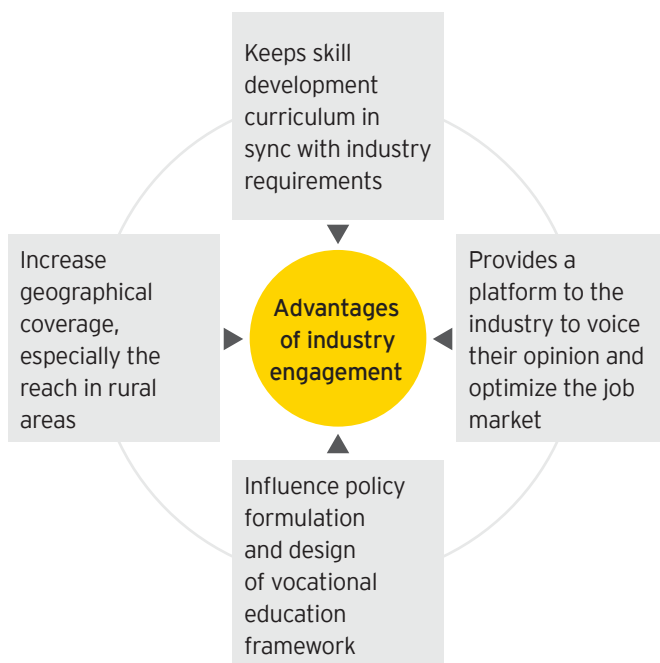 Keeps skill
development
curriculum in
sync with industry
requirements
Increase
geographical
coverage,
especially the
reach in rural
areas
Advantages
of industry
engagement
Provides a
platform to the
industry to voice
their opinion and
optimize the job
market
Influence policy
formulation
and design
of vocational
education
framework